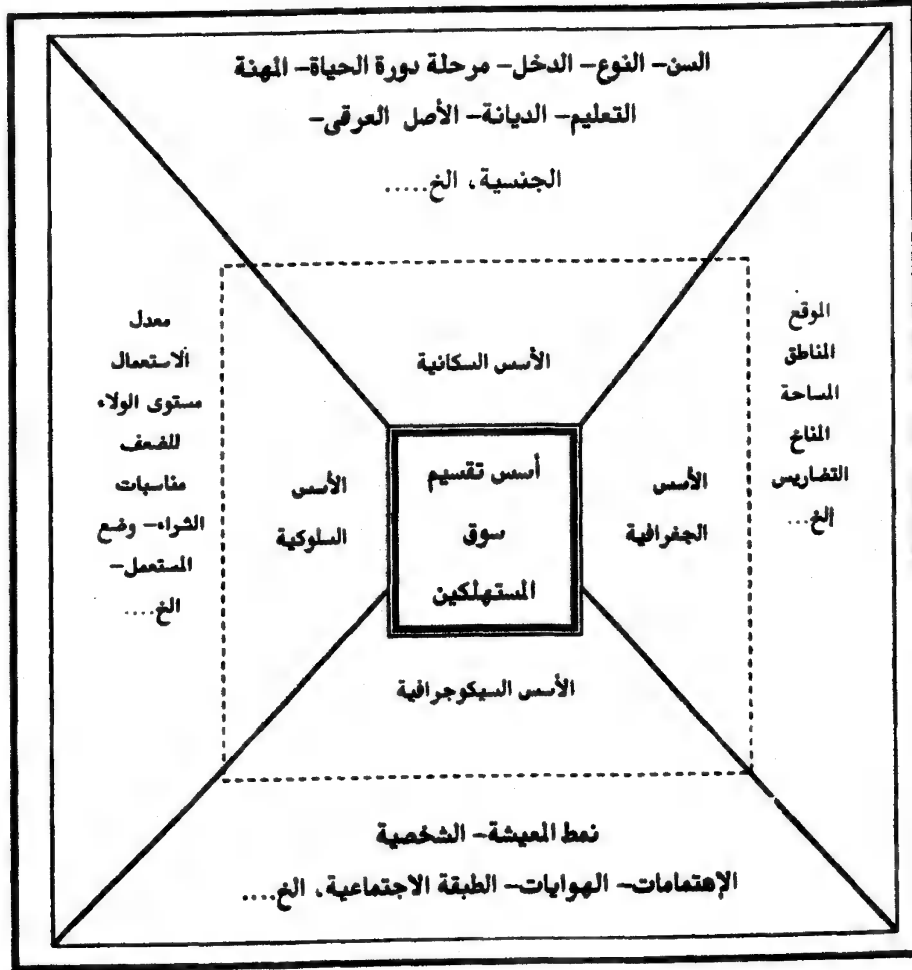 السن– النوع– الدخل– مرحلة دورة الحياة– المهنة
التعليم– الديانة– الأصل العرقى–
الجنسية، الخ.....
الأسس السكانية
الموقع
المناطق
المساحة
المناخ
التضاريس
إلخ...
الأسس
الجغرافية
أسس تقسيم
سوق
المستهلكين
الأسس
السلوكية
معدل
الاستعمال
مستوى الولاء
للضعف
مناسبات
الشراء– وضع
المستعمل–
الخ....
الأسس السيكوجرافية
نمط المعيشة– الشخصية
الإهتمامات– الهوايات– الطبقة الاجتماعية، الخ....